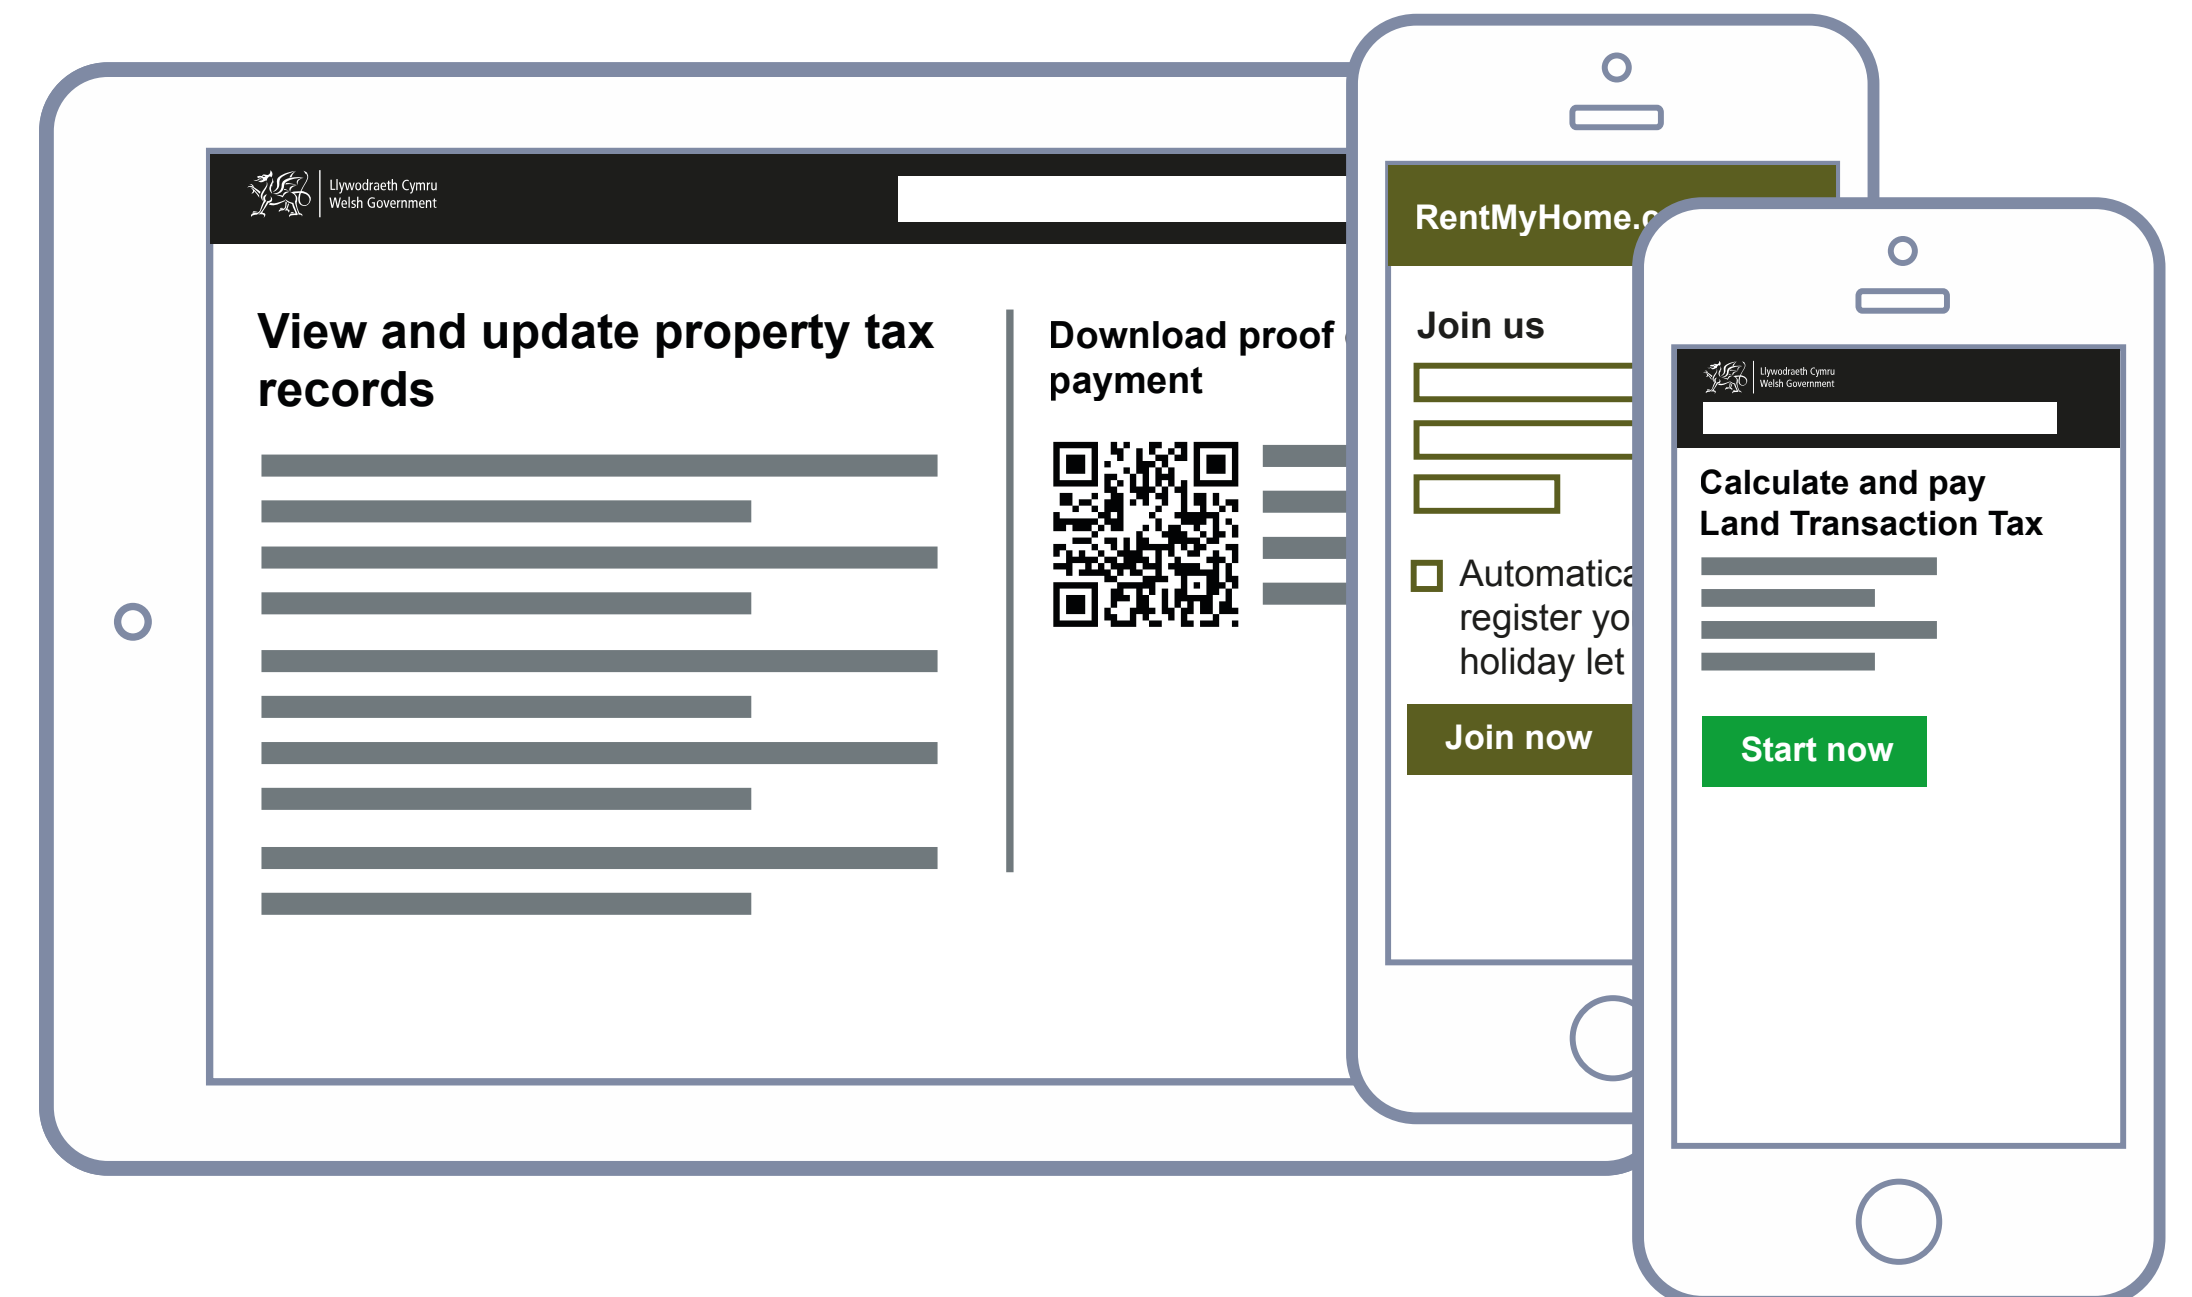 Llywodraeth Cymru
Welsh Government
View and update property tax
records
Download proof
payment
RentMyHome.c
Join us
Automatica
register yo
holiday let
Join now
Llywodraeth Cymru
Welsh Government
Calculate and pay
Land Transaction Tax
Start now